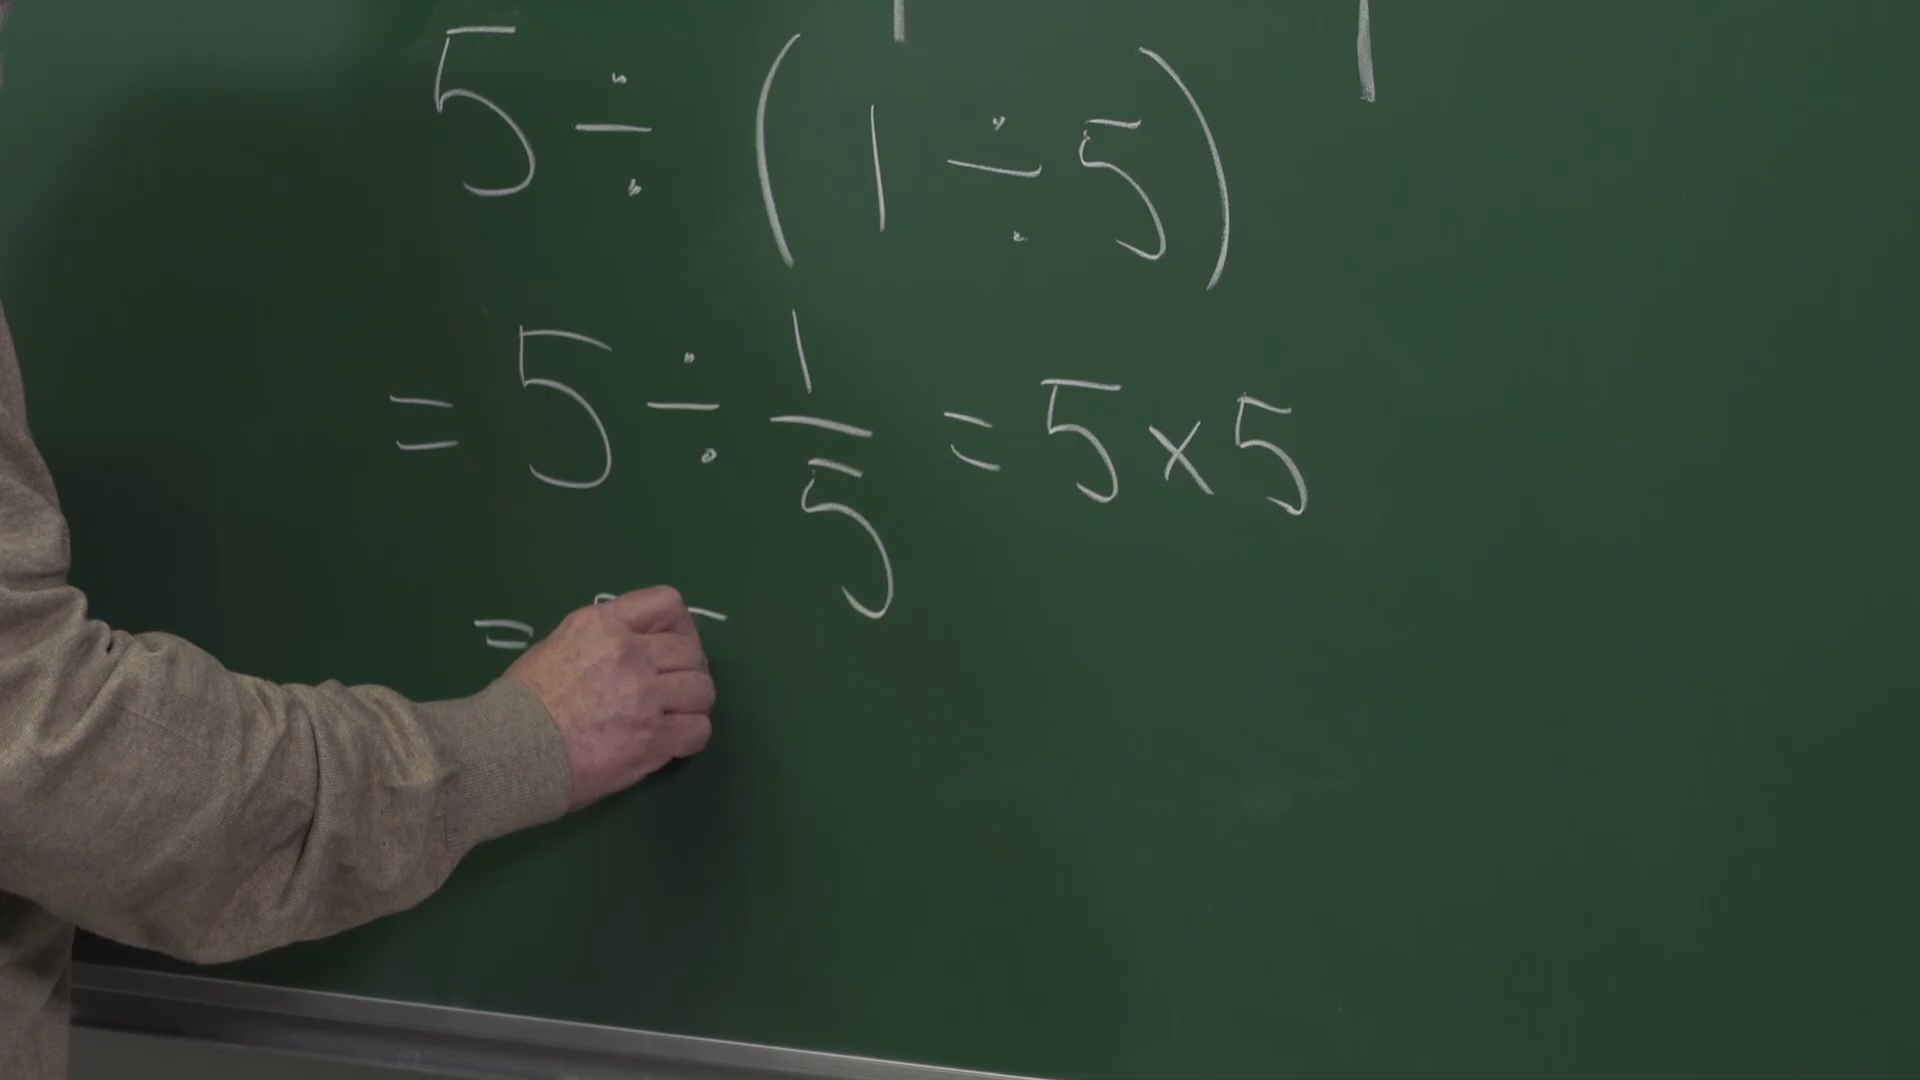 5 ÷ (1 ÷ 5)
= 5 ÷ 1/5 = 5 × 5
=